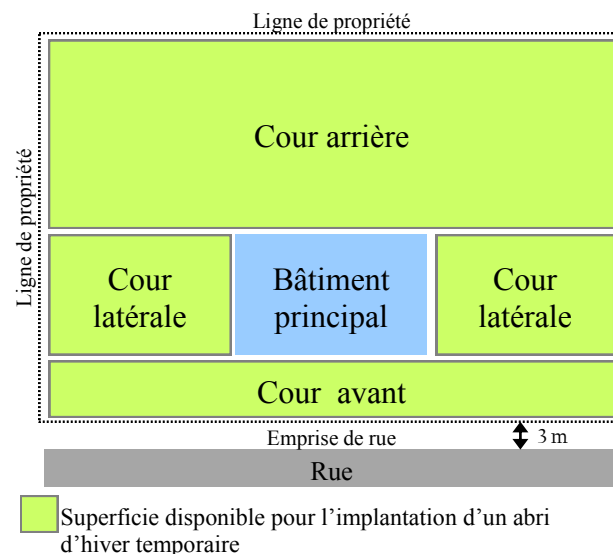 Ligne de propriété
Ligne de propriété
Cour arrière
Cour
latérale
Bâtiment
principal
Cour
latérale
Cour avant
Emprise de rue
3 m
Rue
Superficie disponible pour l’implantation d’un abri
d’hiver temporaire